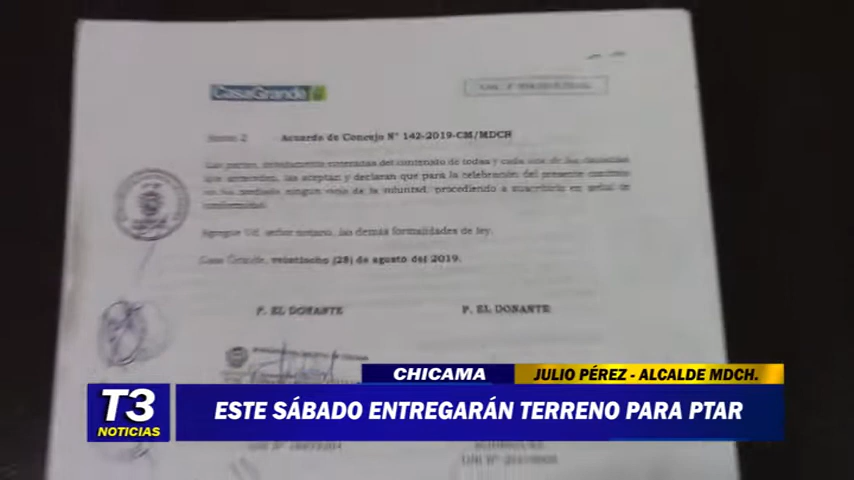 CasaGrande
Acuerdo de Concejo N° 142-2019-CM/MDCH
Las partes, debidamente enteradas del contenido de todas y cada una de las cláusulas
que anteceden, las aceptan y declaran que para la celebración del presente contrato
no ha mediado ningún vicio de la voluntad, procediendo a suscribirlo en señal de
conformidad.
Agregue Ud. señor notario, las demás formalidades de ley.
Casa Grande, veintiocho (28) de agosto del 2019.
P. EL DONANTE
P. EL DONANTE
CHICAMA
JULIO PÉREZ - ALCALDE MDCH.
T3
NOTICIAS
ESTE SÁBADO ENTREGARÁN TERRENO PARA PTAR